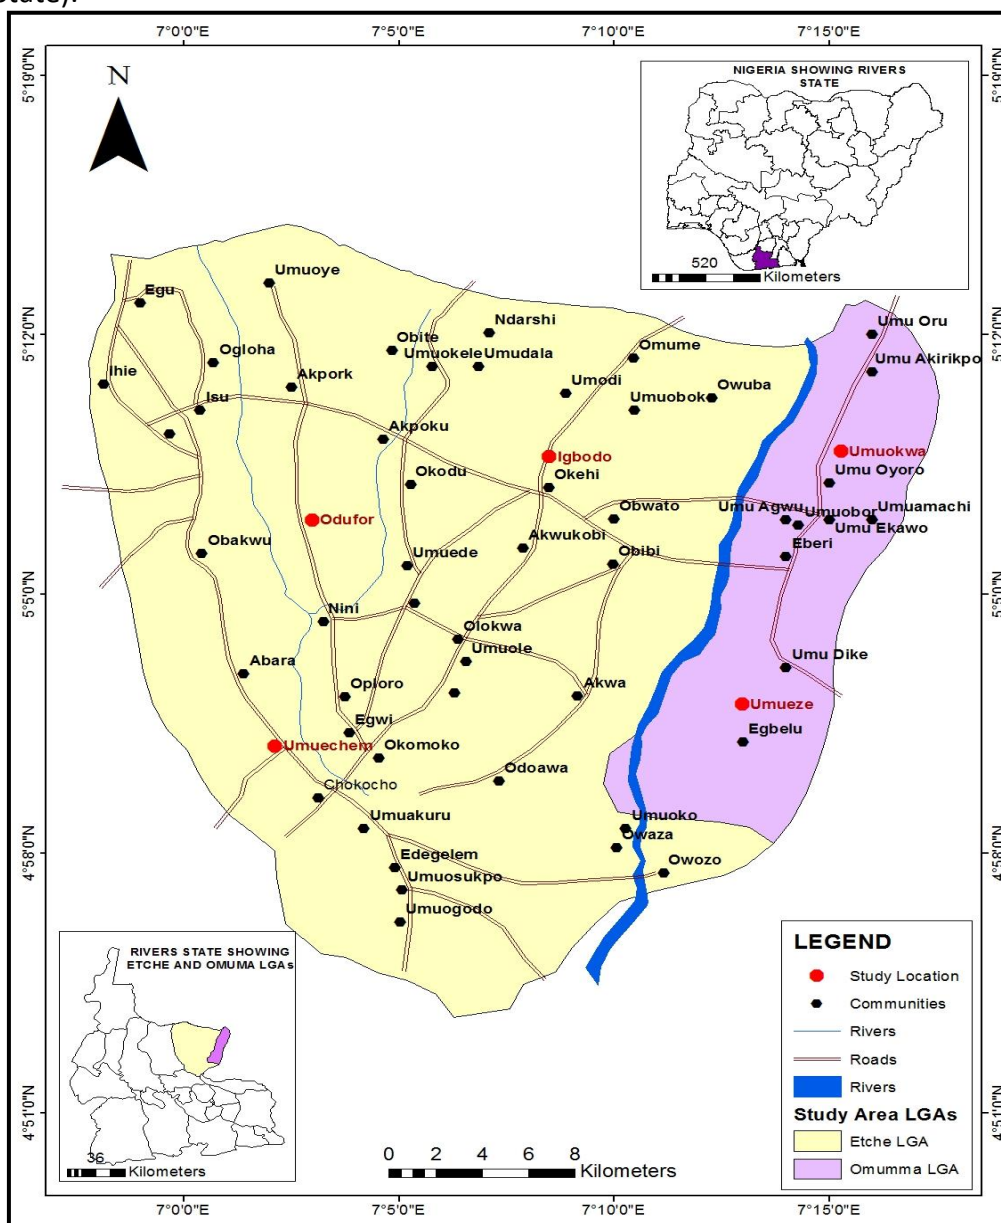 State).
7°0'0"E 7°5'0"E 7°10'0"E 7°15'0"E
5°19'0"N 5°19'0"N
N
NIGERIA SHOWING RIVERS
STATE
520
Kilometers
Umuoye
Egu
Ndarshi
Umu Oru
5°12'0"N 5°12'0"N
Obite
Omume
Ogloha
Umuokele Umudala
Umu Akirikpo
Ihie
Akpork
Umodi
Owuba
Isu
Umuobok
Akpoku
Igbodo
Umuokwa
Okodu
Okehi
Umu Oyoro
Odufor
Obwato
Umu Agwu
Umuobor
Umuamachi
Umu Ekawo
Obakwu
Umuede
Akwukobi
Obibi
Eberi
5°5'0"N 5°5'0"N
Nini
Olokwa
Umuole
Abara
Umu Dike
Oploro
Akwa
Umueze
Egwi
Umuechem
Okomoko
Egbelu
Chokocho
Odoawa
Umuakuru
Umuoko
Owaza
4°58'0"N 4°58'0"N
Edegelem
Owozo
Umuosukpo
Umuogodo
RIVERS STATE SHOWING
ETCHE AND OMUMA LGAs
36
Kilometers
LEGEND
Study Location
Communities
Rivers
Roads
Rivers
Study Area LGAs
Etche LGA
Omumma LGA
4°51'0"N 4°51'0"N
0 2 4 6 8
Kilometers
7°0'0"E 7°5'0"E 7°10'0"E 7°15'0"E